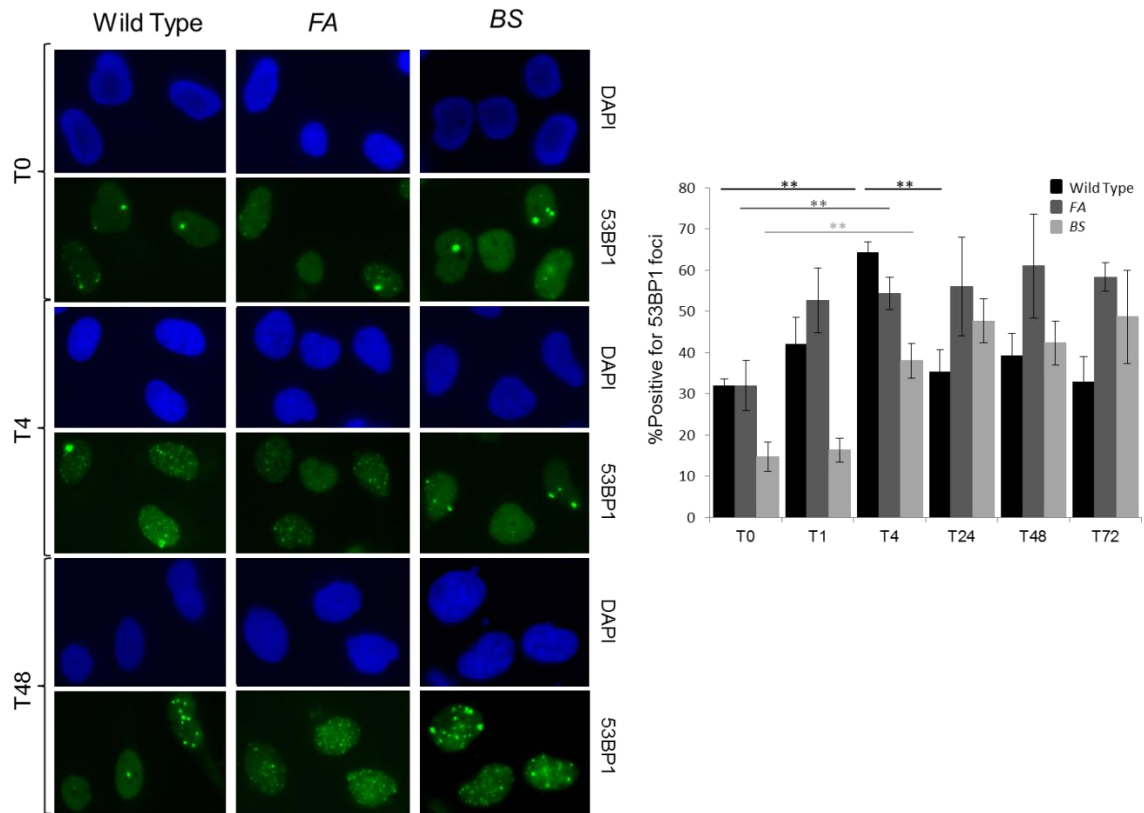 Wild Type FA BS
T0
DAPI
53BP1
T4
DAPI
53BP1
T48
DAPI
53BP1
** **
**
**
Wild Type
FA
BS
%Positive for 53BP1 foci
80
70
60
50
40
30
20
10
0
T0 T1 T4 T24 T48 T72